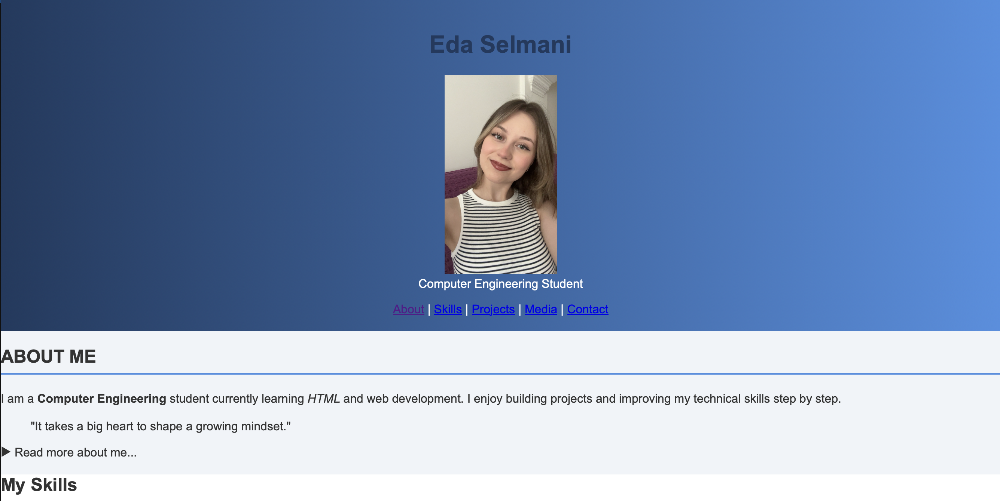 Eda Selmani
Computer Engineering Student
About | Skills | Projects | Media | Contact
ABOUT ME
I am a Computer Engineering student currently learning HTML and web development. I enjoy building projects and improving my technical skills step by step.
"It takes a big heart to shape a growing mindset."
▶ Read more about me...
My Skills